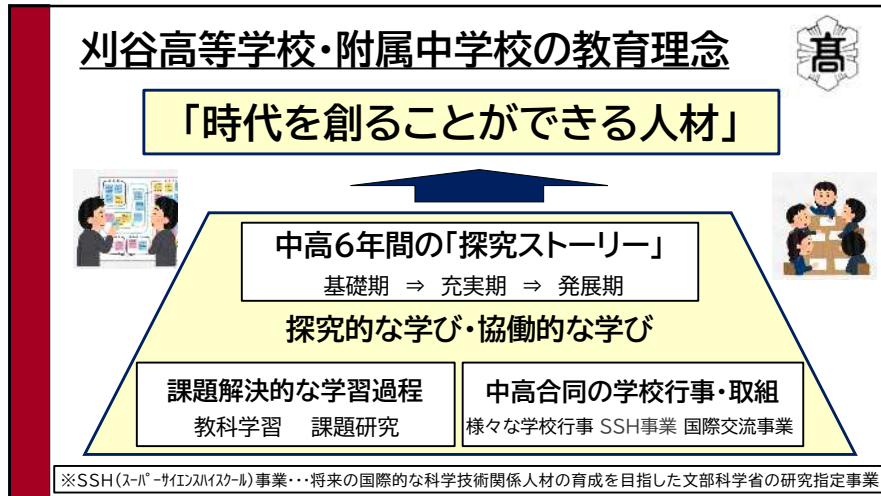 刈谷高等学校・附属中学校の教育理念
高
「時代を創ることができる人材」
中高6年間の「探究ストーリー」
基礎期 ⇒ 充実期 ⇒ 発展期
探究的な学び・協働的な学び
課題解決的な学習過程
教科学習 課題研究
中高合同の学校行事・取組
様々な学校行事 SSH事業 国際交流事業
※SSH(ｽｰﾊﾟｰｻｲｴﾝｽﾊｲｽｸｰﾙ)事業・・・将来の国際的な科学技術関係人材の育成を目指した文部科学省の研究指定事業